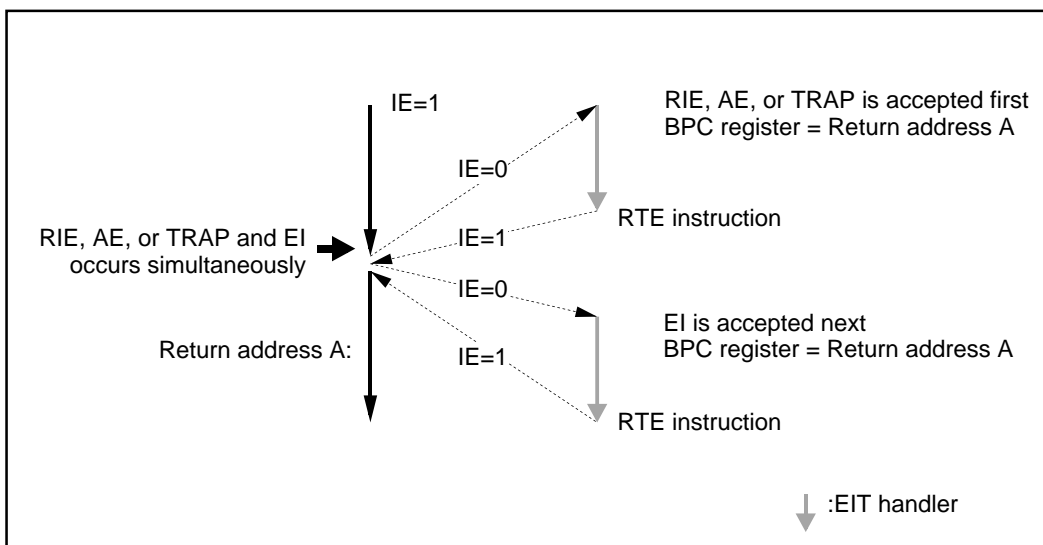 IE=1
RIE, AE, or TRAP is accepted first
BPC register = Return address A
IE=0
RTE instruction
RIE, AE, or TRAP and EI
occurs simultaneously
IE=1
IE=0
EI is accepted next
BPC register = Return address A
Return address A:
IE=1
RTE instruction
:EIT handler